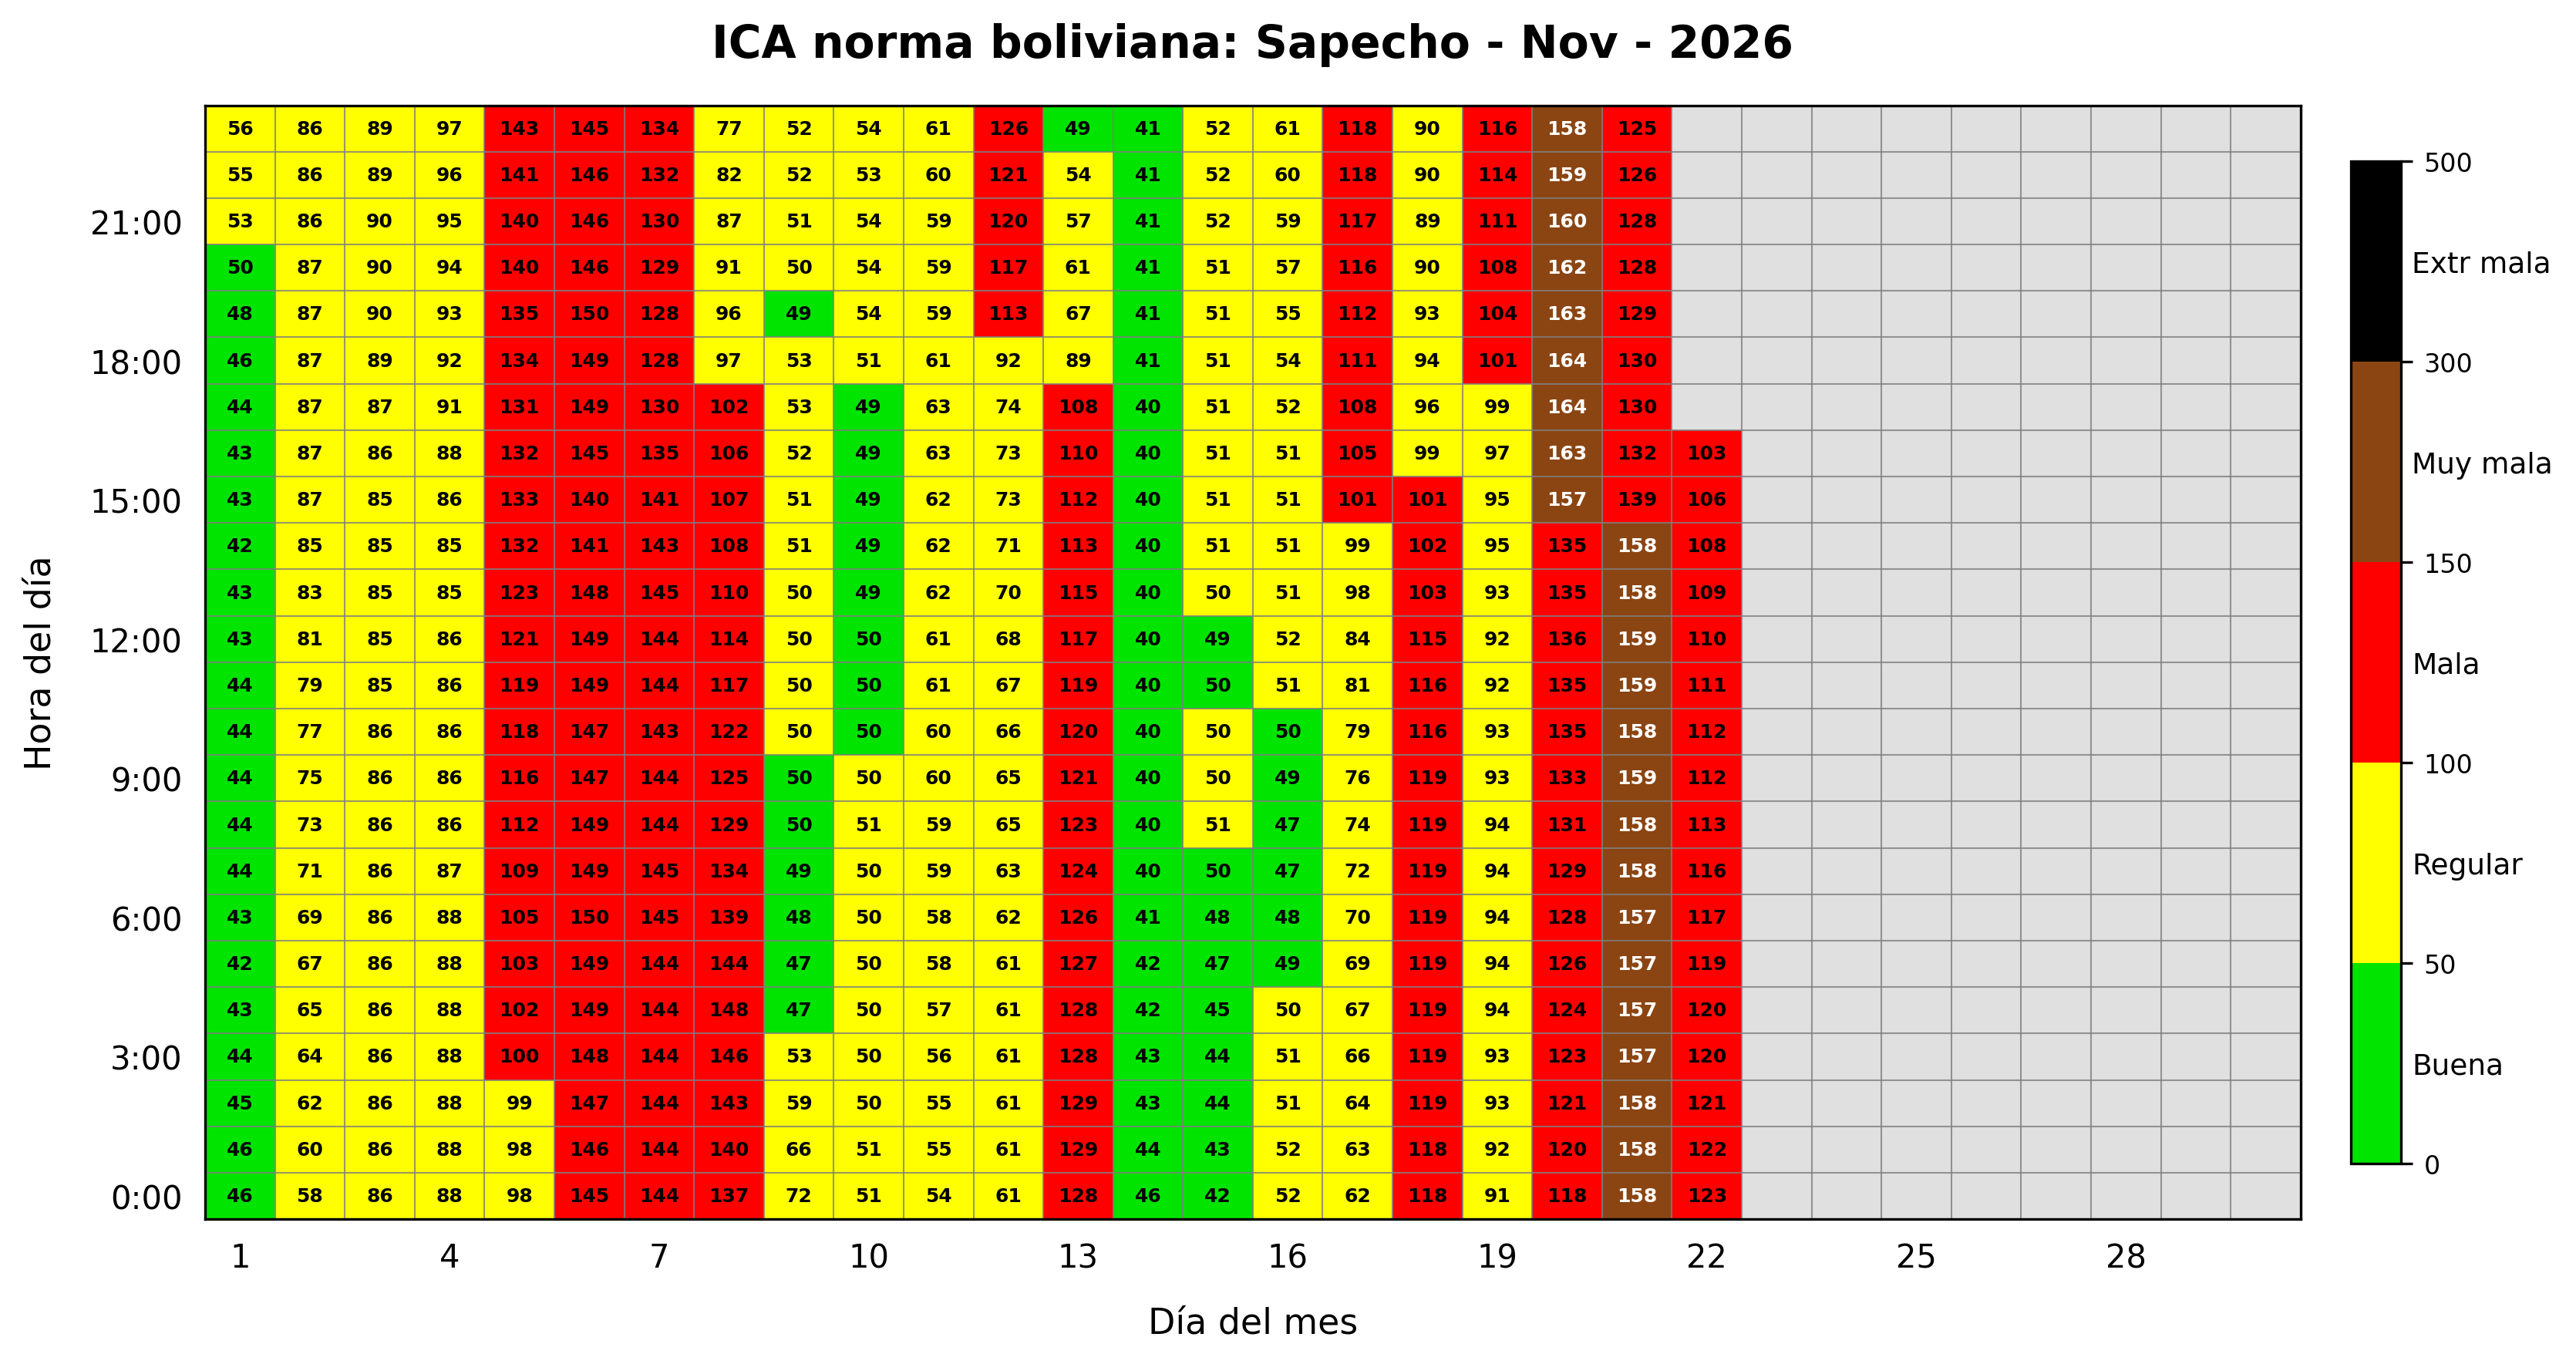 ICA norma boliviana: Sapecho - Nov - 2026
56 86 89 97 143 145 134 77 52 54 61 126 49 41 52 61 118 90 116 158 125
55 86 89 96 141 146 132 82 52 53 60 121 54 41 52 60 118 90 114 159 126
21:00 53 86 90 95 140 146 130 87 51 54 59 120 57 41 52 59 117 89 111 160 128
50 87 90 94 140 146 129 91 50 54 59 117 61 41 51 57 116 90 108 162 128
48 87 90 93 135 150 128 96 49 54 59 113 67 41 51 55 112 93 104 163 129
18:00 46 87 89 92 134 149 128 97 53 51 61 92 89 41 51 54 111 94 101 164 130
44 87 87 91 131 149 130 102 53 49 63 74 108 40 51 52 108 96 99 164 130
43 87 86 88 132 145 135 106 52 49 63 73 110 40 51 51 105 99 97 163 132 103
15:00 43 87 85 86 133 140 141 107 51 49 62 73 112 40 51 51 101 101 95 157 139 106
42 85 85 85 132 141 143 108 51 49 62 71 113 40 51 51 99 102 95 135 158 108
43 83 85 85 123 148 145 110 50 49 62 70 115 40 50 51 98 103 93 135 158 109
12:00 43 81 85 86 121 149 144 114 50 50 61 68 117 40 49 52 84 115 92 136 159 110
44 79 85 86 119 149 144 117 50 50 61 67 119 40 50 51 81 116 92 135 159 111
44 77 86 86 118 147 143 122 50 50 60 66 120 40 50 50 79 116 93 135 158 112
9:00 44 75 86 86 116 147 144 125 50 50 60 65 121 40 50 49 76 119 93 133 159 112
44 73 86 86 112 149 144 129 50 51 59 65 123 40 51 47 74 119 94 131 158 113
44 71 86 87 109 149 145 134 49 50 59 63 124 40 50 47 72 119 94 129 158 116
6:00 43 69 86 88 105 150 145 139 48 50 58 62 126 41 48 48 70 119 94 128 157 117
42 67 86 88 103 149 144 144 47 50 58 61 127 42 47 49 69 119 94 126 157 119
43 65 86 88 102 149 144 148 47 50 57 61 128 42 45 50 67 119 94 124 157 120
3:00 44 64 86 88 100 148 144 146 53 50 56 61 128 43 44 51 66 119 93 123 157 120
45 62 86 88 99 147 144 143 59 50 55 61 129 43 44 51 64 119 93 121 158 121
46 60 86 88 98 146 144 140 66 51 55 61 129 44 43 52 63 118 92 120 158 122
0:00 46 58 86 88 98 145 144 137 72 51 54 61 128 46 42 52 62 118 91 118 158 123
1 4 7 10 13 16 19 22 25 28
Día del mes
Hora del día
500
Extr mala
300
Muy mala
150
Mala
100
Regular
50
Buena
0